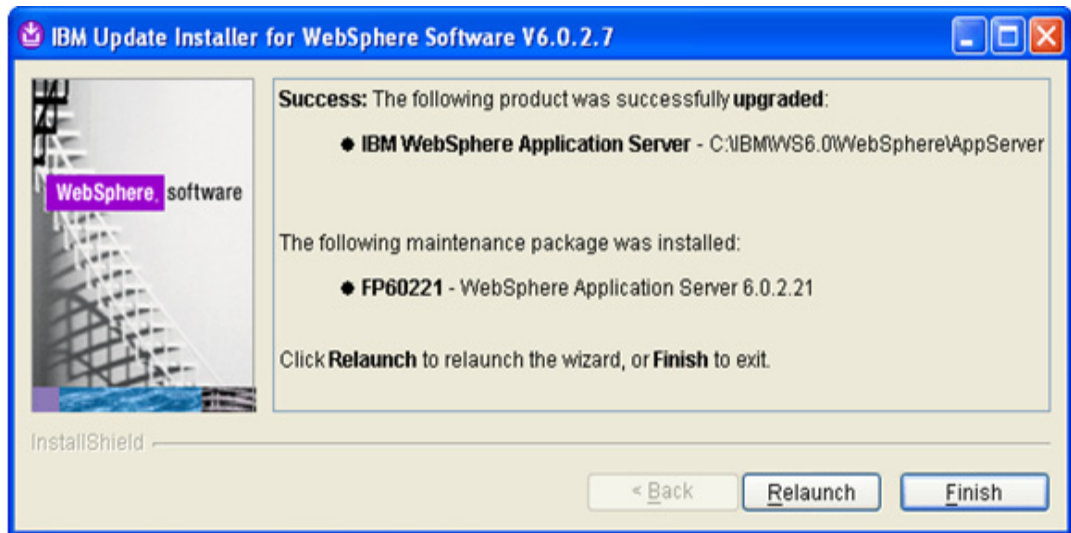 IBM Update Installer for WebSphere Software V6.0.2.7
Success: The following product was successfully upgraded:
● IBM WebSphere Application Server - C:\IBM\WS6.0\WebSphere\AppServer
WebSphere. software
The following maintenance package was installed:
● FP60221 - WebSphere Application Server 6.0.2.21
Click Relaunch to relaunch the wizard, or Finish to exit.
InstallShield
< Back Relaunch Finish